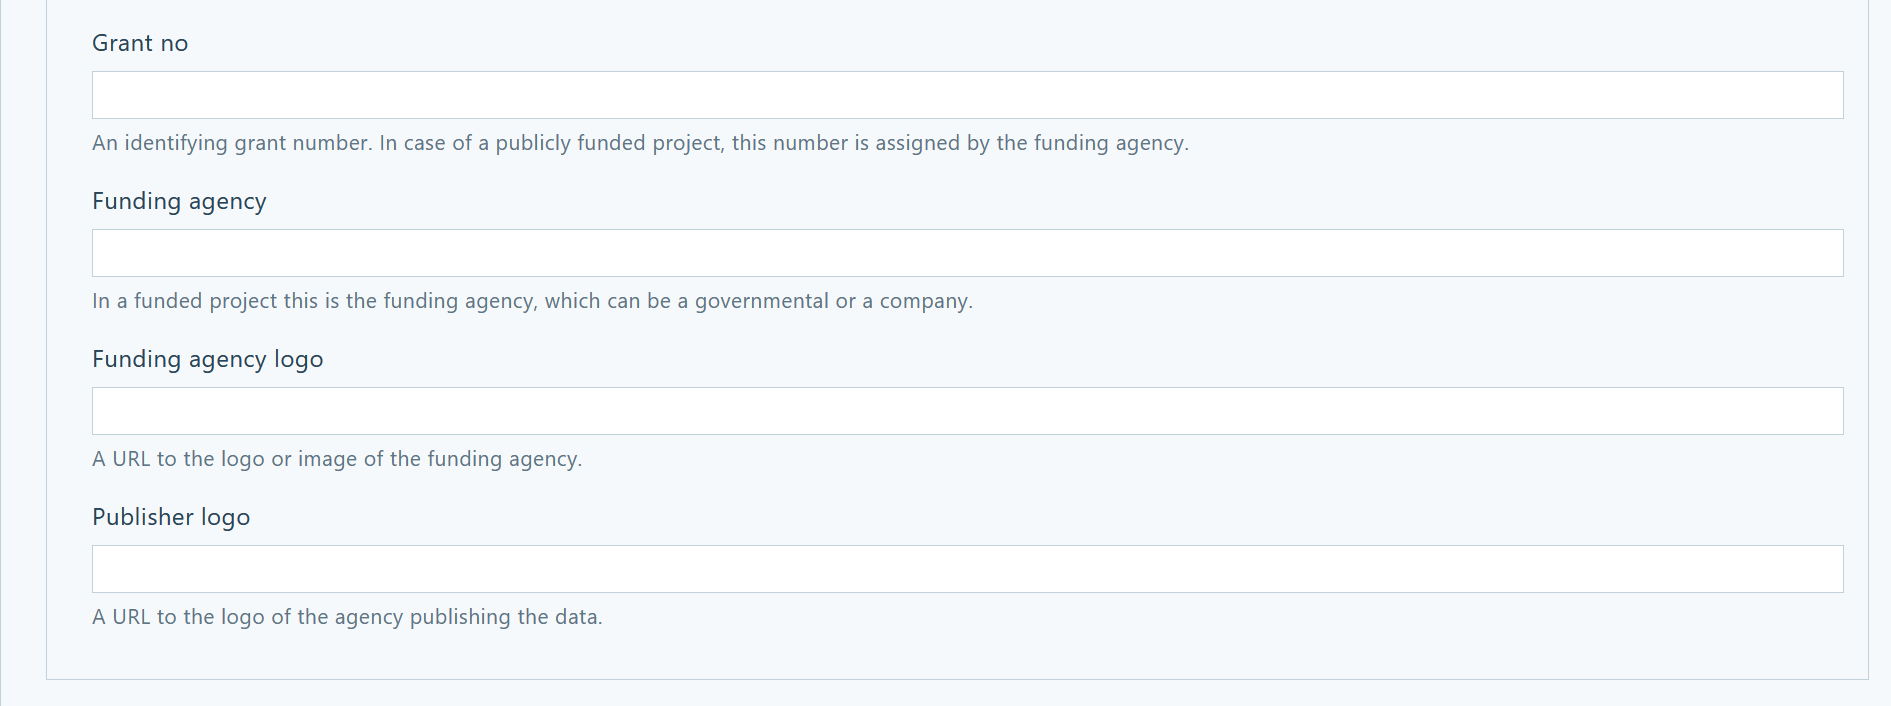 Grant no
An identifying grant number. In case of a publicly funded project, this number is assigned by the funding agency.
Funding agency
In a funded project this is the funding agency, which can be a governmental or a company.
Funding agency logo
A URL to the logo or image of the funding agency.
Publisher logo
A URL to the logo of the agency publishing the data.